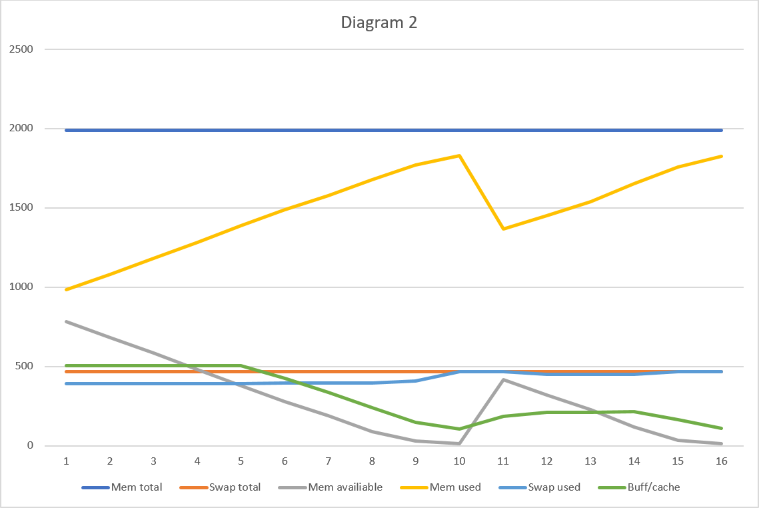 Diagram 2
2500
2000
1500
1000
500
0
1 2 3 4 5 6 7 8 9 10 11 12 13 14 15 16
Mem total Swap total Mem availiable Mem used Swap used Buff/cache